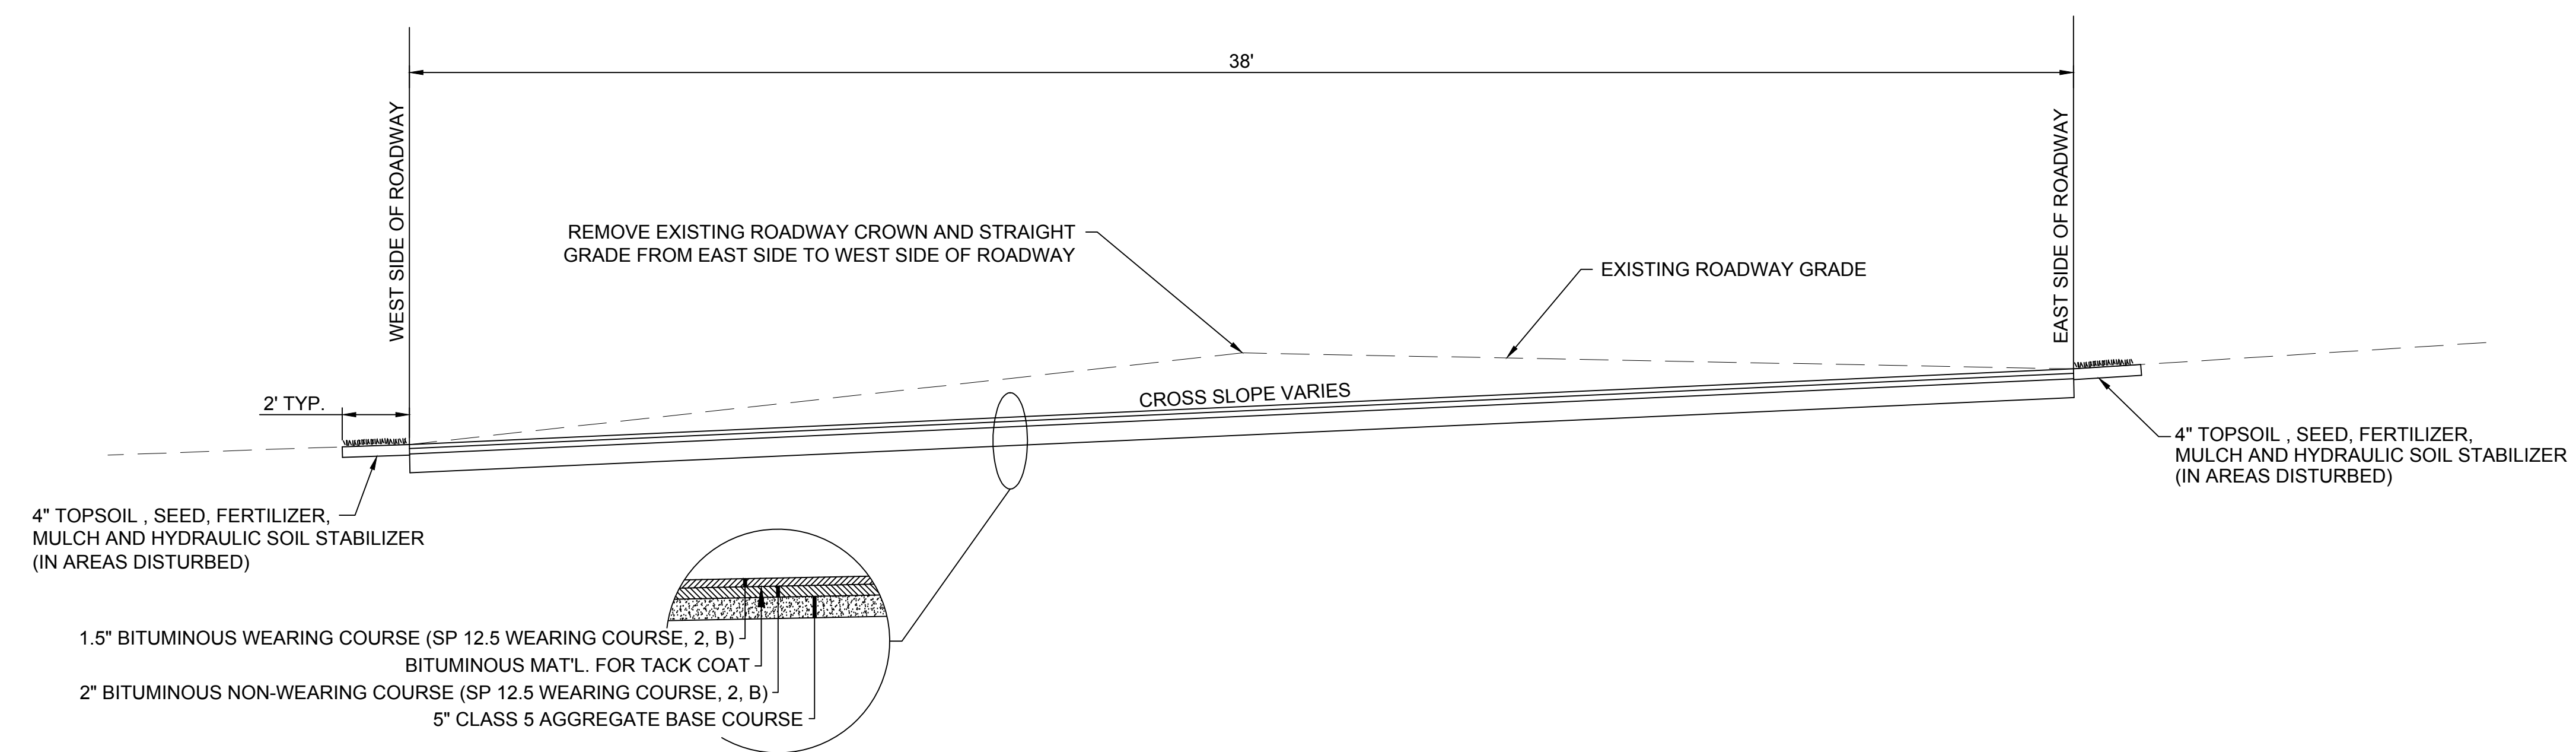 38'
WEST SIDE OF ROADWAY
EAST SIDE OF ROADWAY
REMOVE EXISTING ROADWAY CROWN AND STRAIGHT
GRADE FROM EAST SIDE TO WEST SIDE OF ROADWAY
EXISTING ROADWAY GRADE
CROSS SLOPE VARIES
2' TYP.
4" TOPSOIL , SEED, FERTILIZER,
MULCH AND HYDRAULIC SOIL STABILIZER
(IN AREAS DISTURBED)
4" TOPSOIL , SEED, FERTILIZER,
MULCH AND HYDRAULIC SOIL STABILIZER
(IN AREAS DISTURBED)
1.5" BITUMINOUS WEARING COURSE (SP 12.5 WEARING COURSE, 2, B)
BITUMINOUS MAT'L. FOR TACK COAT
2" BITUMINOUS NON-WEARING COURSE (SP 12.5 WEARING COURSE, 2, B)
5" CLASS 5 AGGREGATE BASE COURSE